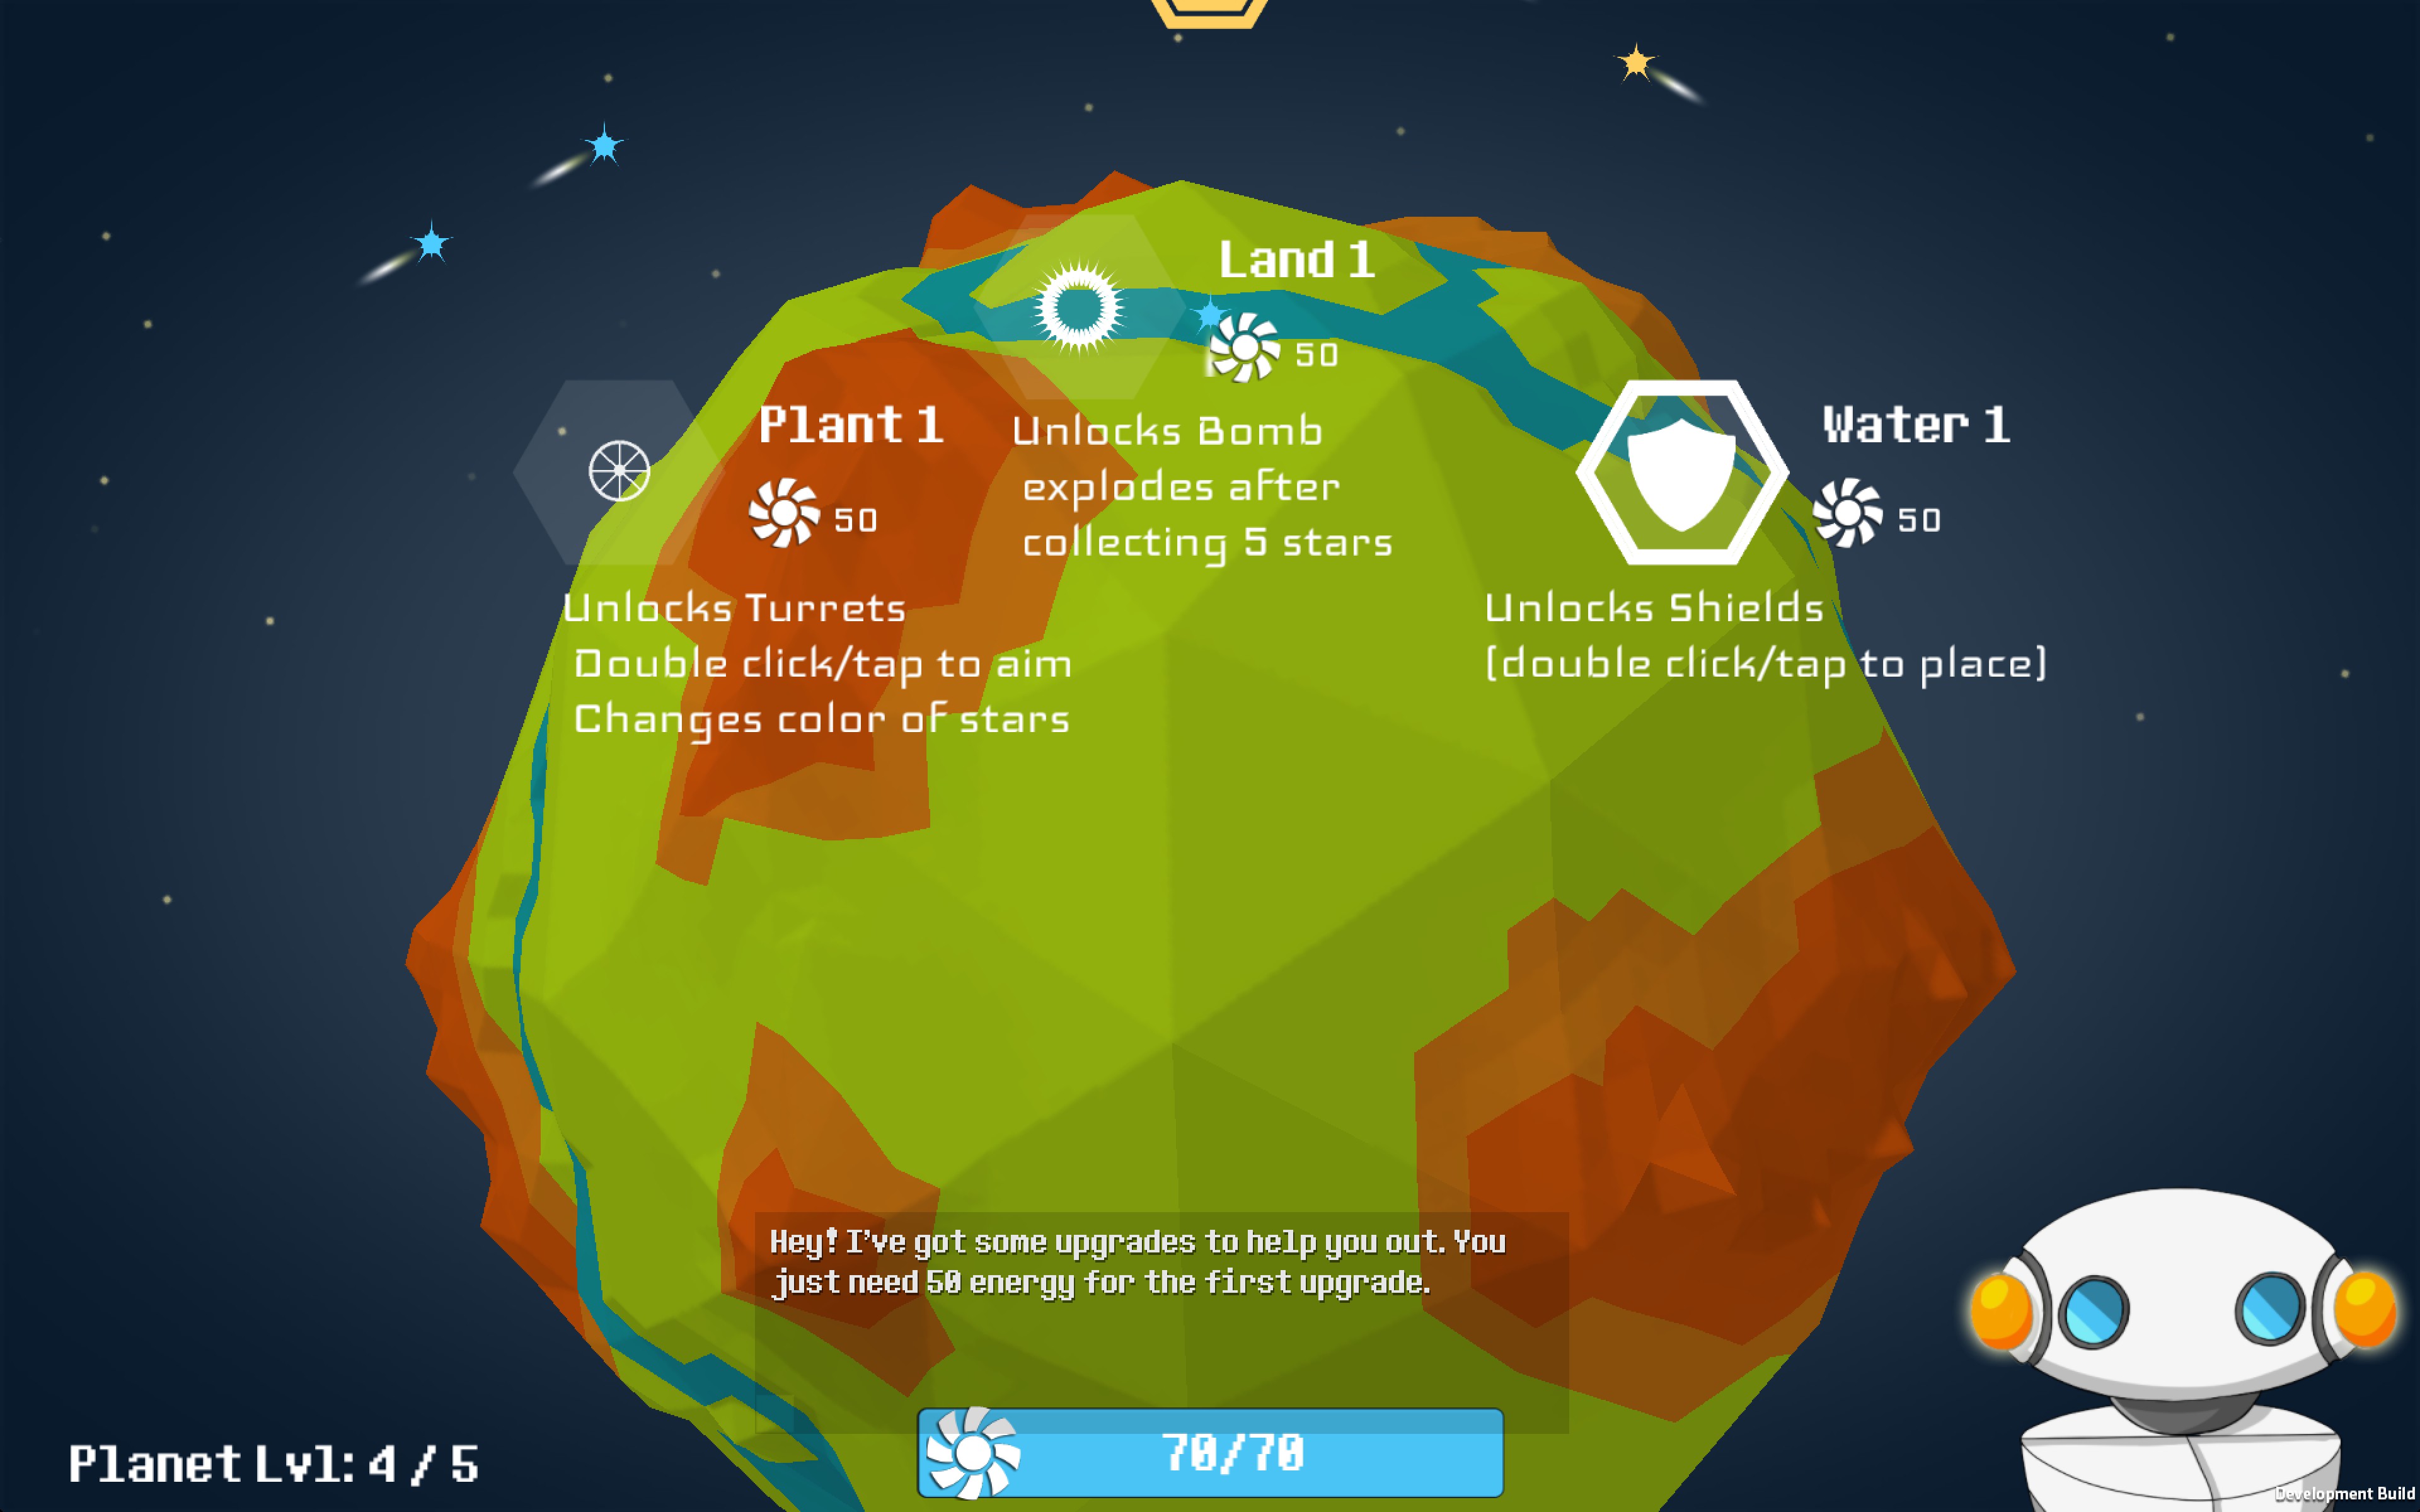 Land 1
50
Unlocks Bomb
explodes after
collecting 5 stars
Plant 1
50
Unlocks Turrets
Double click/tap to aim
Changes color of stars
Water 1
50
Unlocks Shields
(double click/tap to place)
Hey! I've got some upgrades to help you out. You
just need 50 energy for the first upgrade.
70/70
Planet Lvl: 4 / 5
Development Build